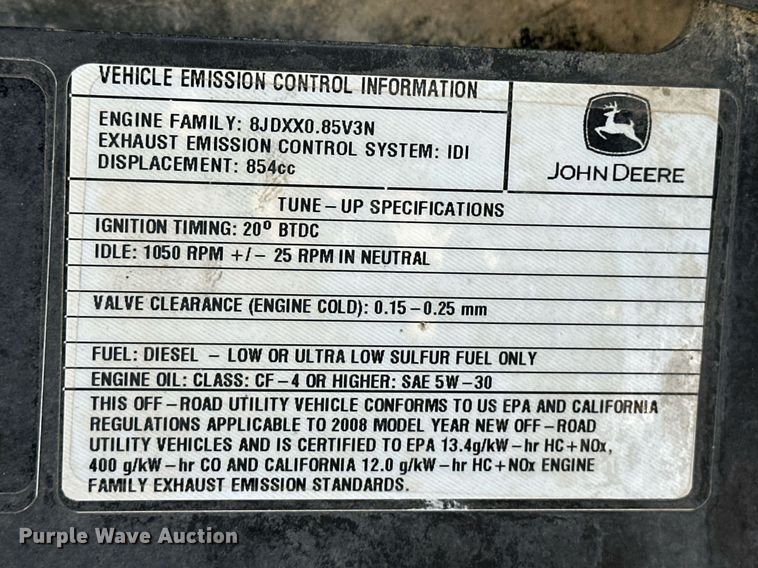 VEHICLE EMISSION CONTROL INFORMATION
ENGINE FAMILY: 8JDXX0.85V3N
EXHAUST EMISSION CONTROL SYSTEM: IDI
DISPLACEMENT: 854cc
JOHN DEERE
TUNE-UP SPECIFICATIONS
IGNITION TIMING: 20° BTDC
IDLE: 1050 RPM +/- 25 RPM IN NEUTRAL
VALVE CLEARANCE (ENGINE COLD): 0.15-0.25 mm
FUEL: DIESEL - LOW OR ULTRA LOW SULFUR FUEL ONLY
ENGINE OIL: CLASS: CF-4 OR HIGHER: SAE 5W-30
THIS OFF-ROAD UTILITY VEHICLE CONFORMS TO US EPA AND CALIFORNIA
REGULATIONS APPLICABLE TO 2008 MODEL YEAR NEW OFF-ROAD
UTILITY VEHICLES AND IS CERTIFIED TO EPA 13.4g/kW-hr HC+NOx,
400 g/kW-hr CO AND CALIFORNIA 12.0 g/kW-hr HC+NOx ENGINE
FAMILY EXHAUST EMISSION STANDARDS.
Purple Wave Auction